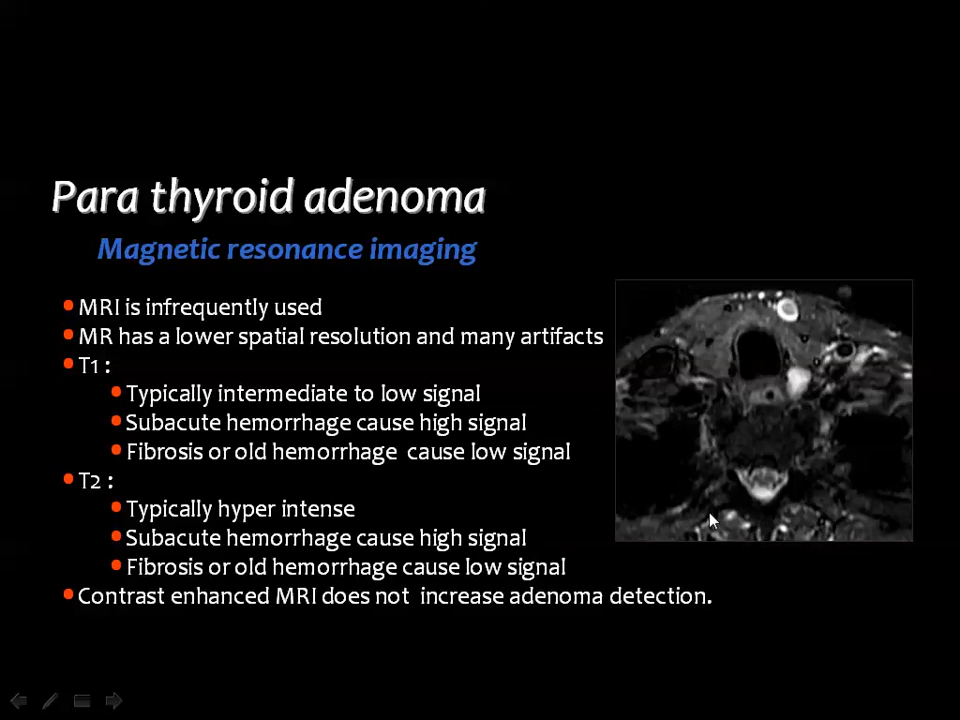 Para thyroid adenoma
Magnetic resonance imaging
• MRI is infrequently used
• MR has a lower spatial resolution and many artifacts
• T1 :
• Typically intermediate to low signal
• Subacute hemorrhage cause high signal
• Fibrosis or old hemorrhage cause low signal
• T2 :
• Typically hyper intense
• Subacute hemorrhage cause high signal
• Fibrosis or old hemorrhage cause low signal
• Contrast enhanced MRI does not increase adenoma detection.